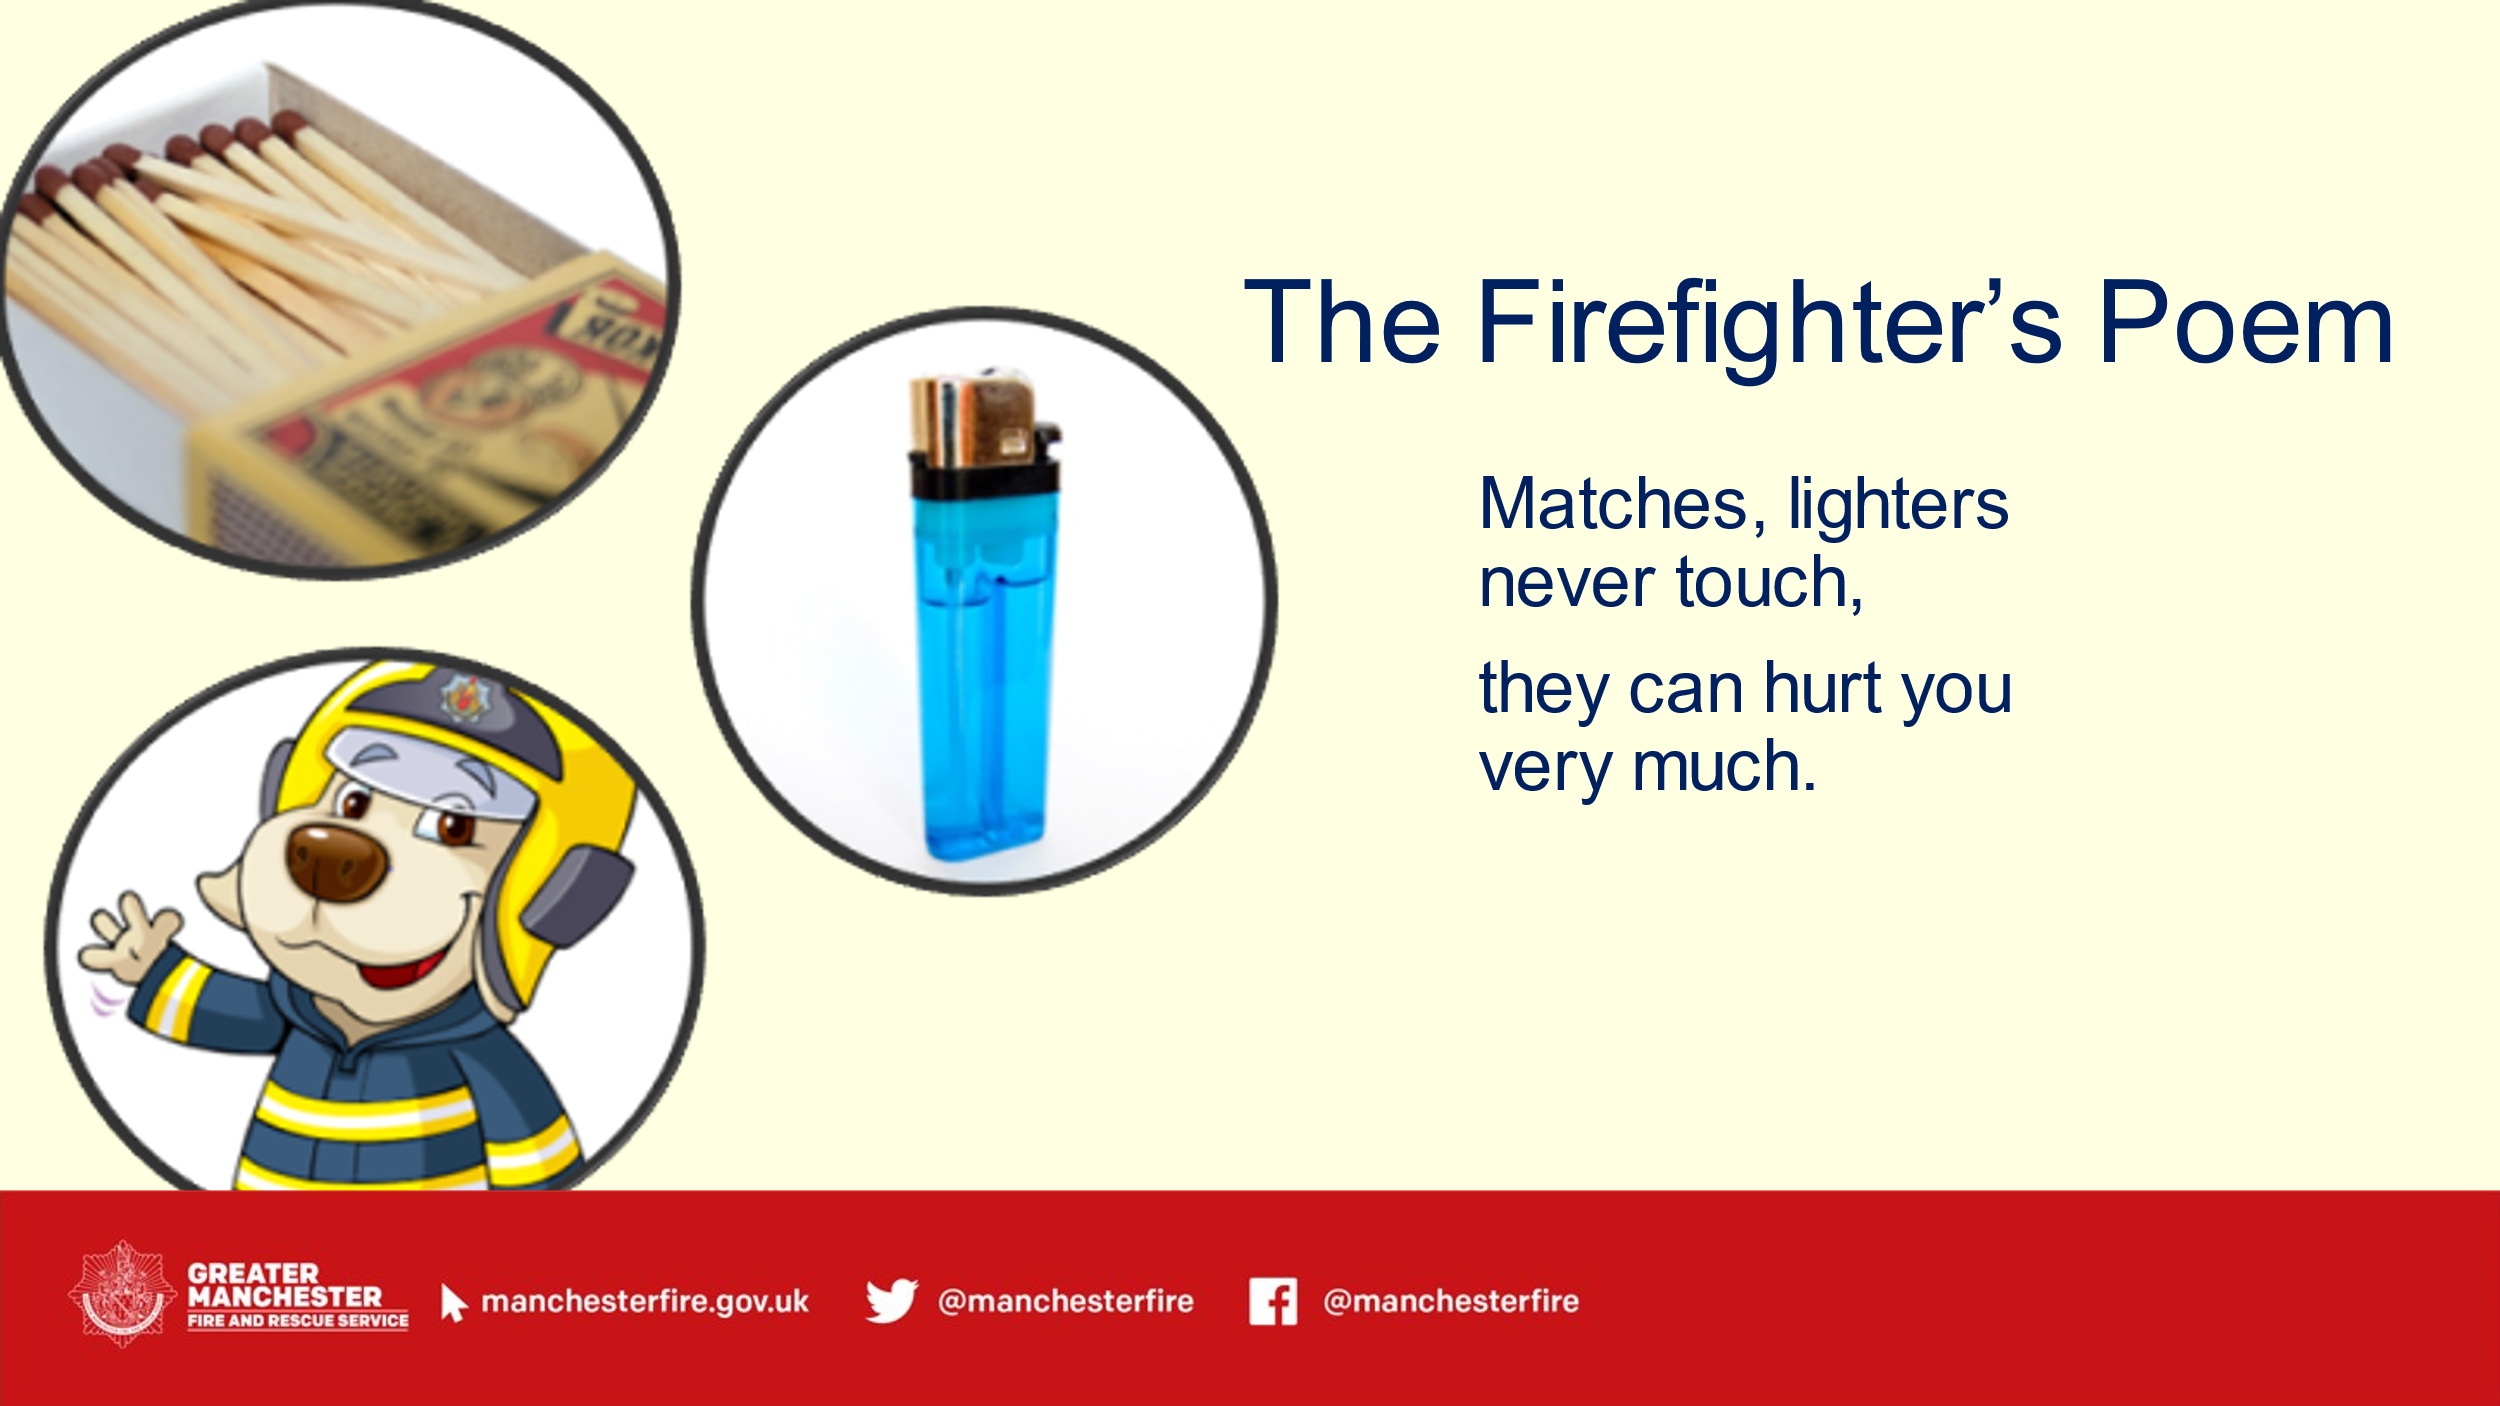 The Firefighter’s Poem
Matches, lighters
never touch,
they can hurt you
very much.
GREATER
MANCHESTER
FIRE AND RESCUE SERVICE
manchesterfire.gov.uk
@manchesterfire
@manchesterfire